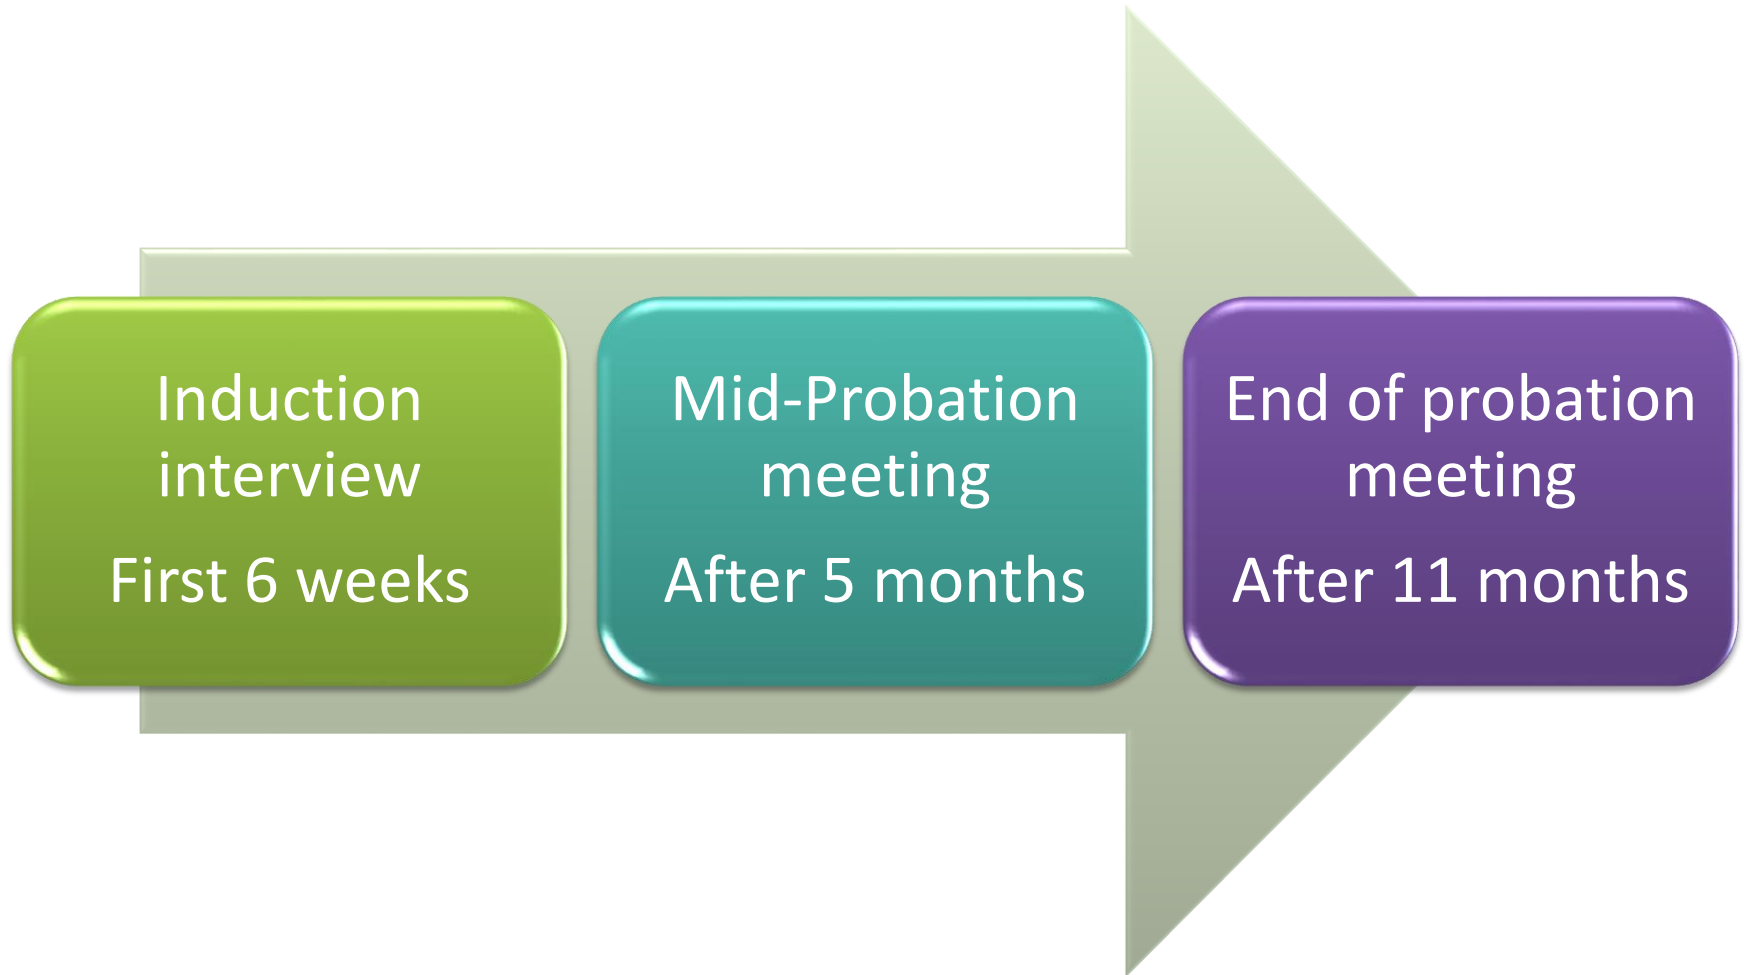 Induction
interview
First 6 weeks
Mid-Probation
meeting
After 5 months
End of probation
meeting
After 11 months